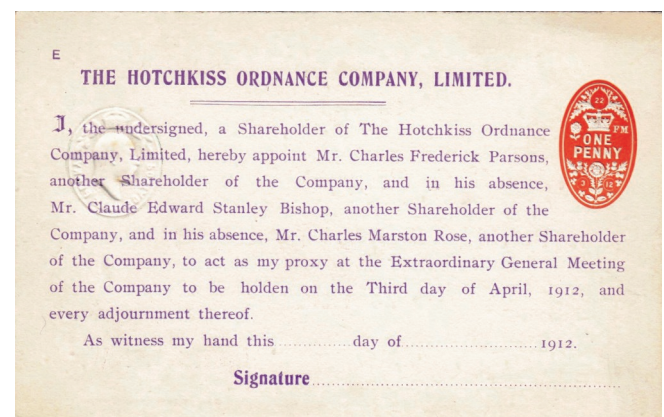 E
THE HOTCHKISS ORDNANCE COMPANY, LIMITED.
I, the undersigned, a Shareholder of The Hotchkiss Ordnance
Company, Limited, hereby appoint Mr. Charles Frederick Parsons,
another Shareholder of the Company, and in his absence,
Mr. Claude Edward Stanley Bishop, another Shareholder of the
Company, and in his absence, Mr. Charles Marston Rose, another Shareholder
of the Company, to act as my proxy at the Extraordinary General Meeting
of the Company to be holden on the Third day of April, 1912, and
every adjournment thereof.
As witness my hand this ............... day of ............................ 1912.
Signature ............................................................
22
PM
ONE
PENNY
3 12